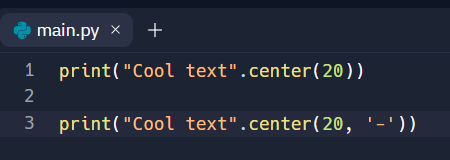 main.py × +
1 print("Cool text".center(20))
2
3 print("Cool text".center(20, '-'))